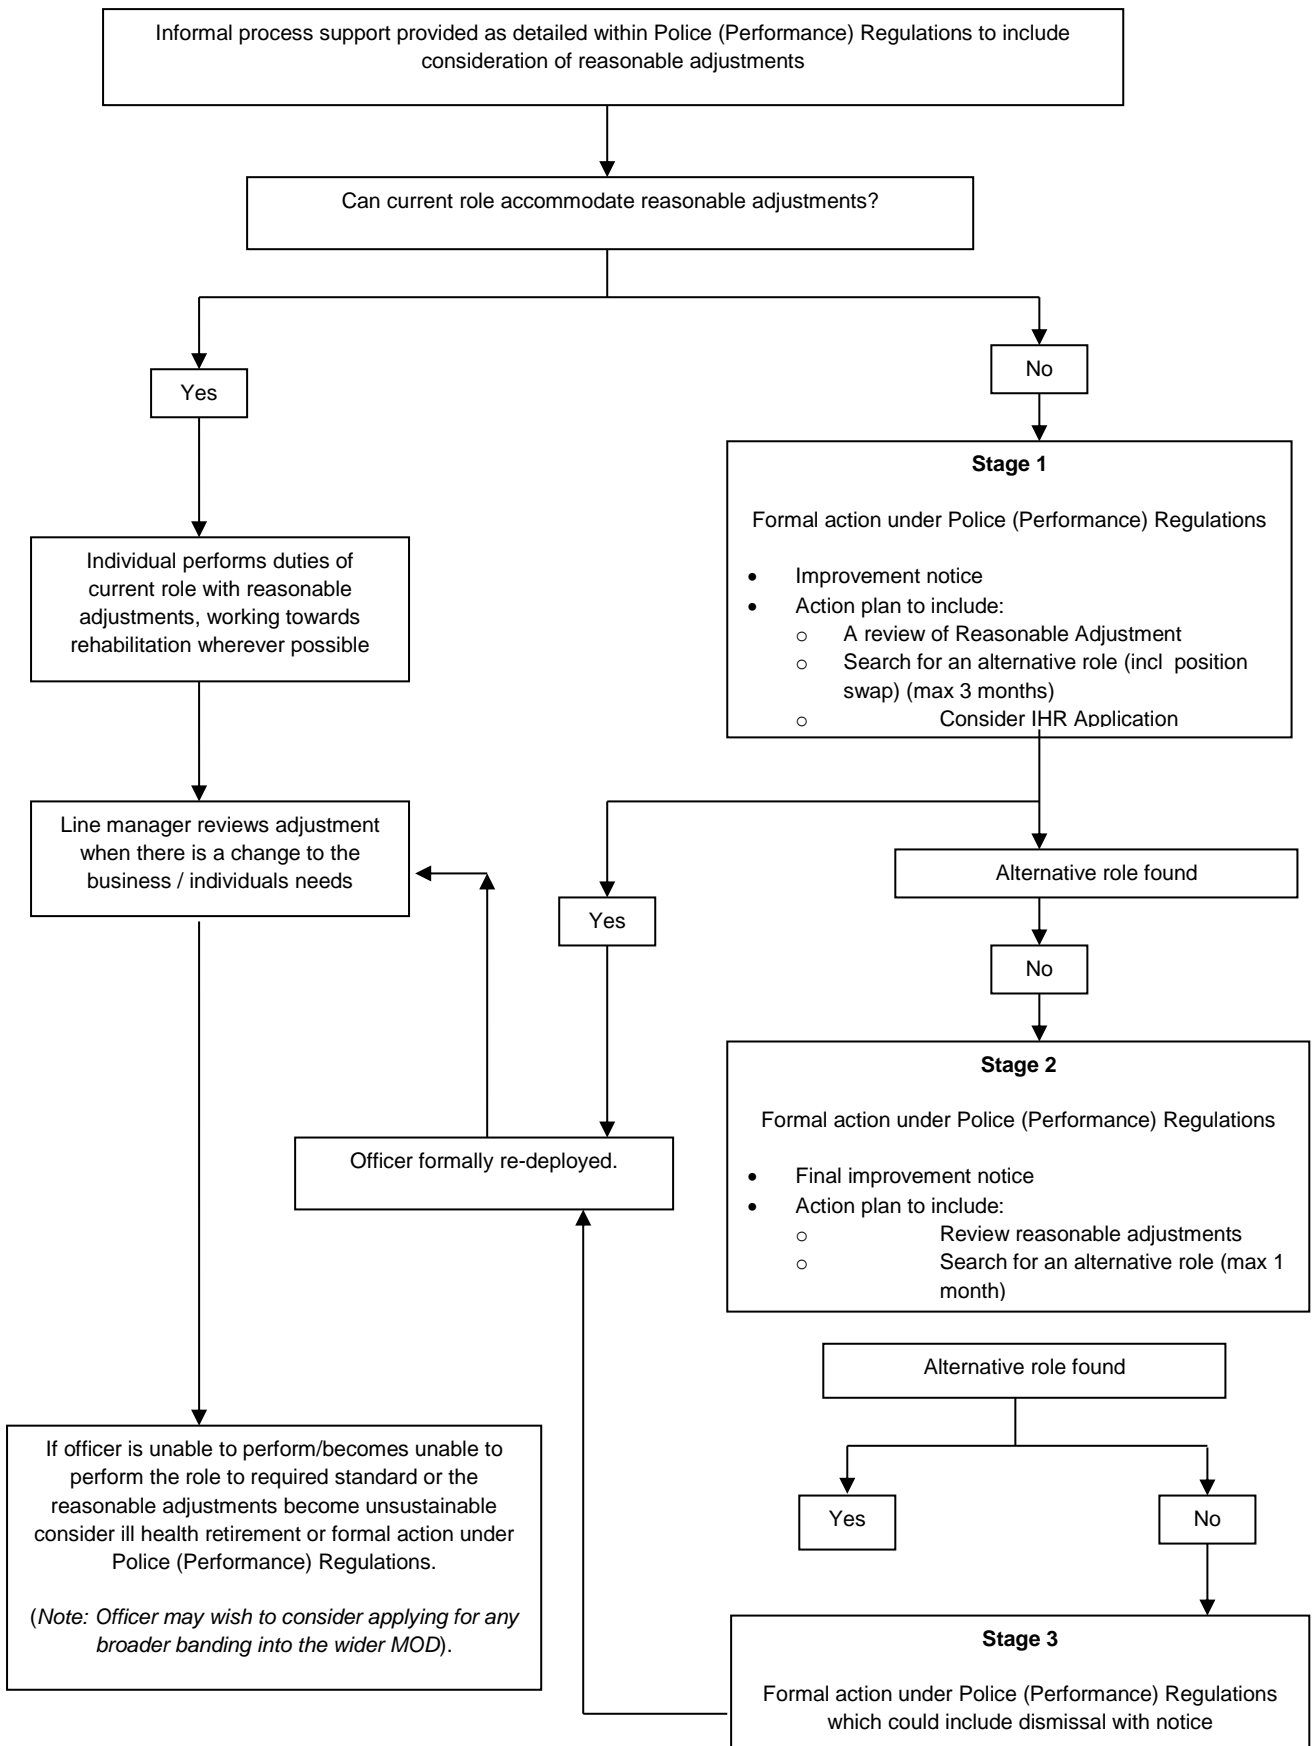 Informal process support provided as detailed within Police (Performance) Regulations to include
consideration of reasonable adjustments
Can current role accommodate reasonable adjustments?
Yes
No
Individual performs duties of
current role with reasonable
adjustments, working towards
rehabilitation wherever possible
Stage 1
Formal action under Police (Performance) Regulations
• Improvement notice
• Action plan to include:
o A review of Reasonable Adjustment
o Search for an alternative role (incl position
swap) (max 3 months)
o Consider IHR Application
Line manager reviews adjustment
when there is a change to the
business / individuals needs
Alternative role found
Yes
No
Officer formally re-deployed.
Stage 2
Formal action under Police (Performance) Regulations
• Final improvement notice
• Action plan to include:
o Review reasonable adjustments
o Search for an alternative role (max 1
month)
Alternative role found
Yes
No
If officer is unable to perform/becomes unable to
perform the role to required standard or the
reasonable adjustments become unsustainable
consider ill health retirement or formal action under
Police (Performance) Regulations.
(Note: Officer may wish to consider applying for any
broader banding into the wider MOD).
Stage 3
Formal action under Police (Performance) Regulations
which could include dismissal with notice